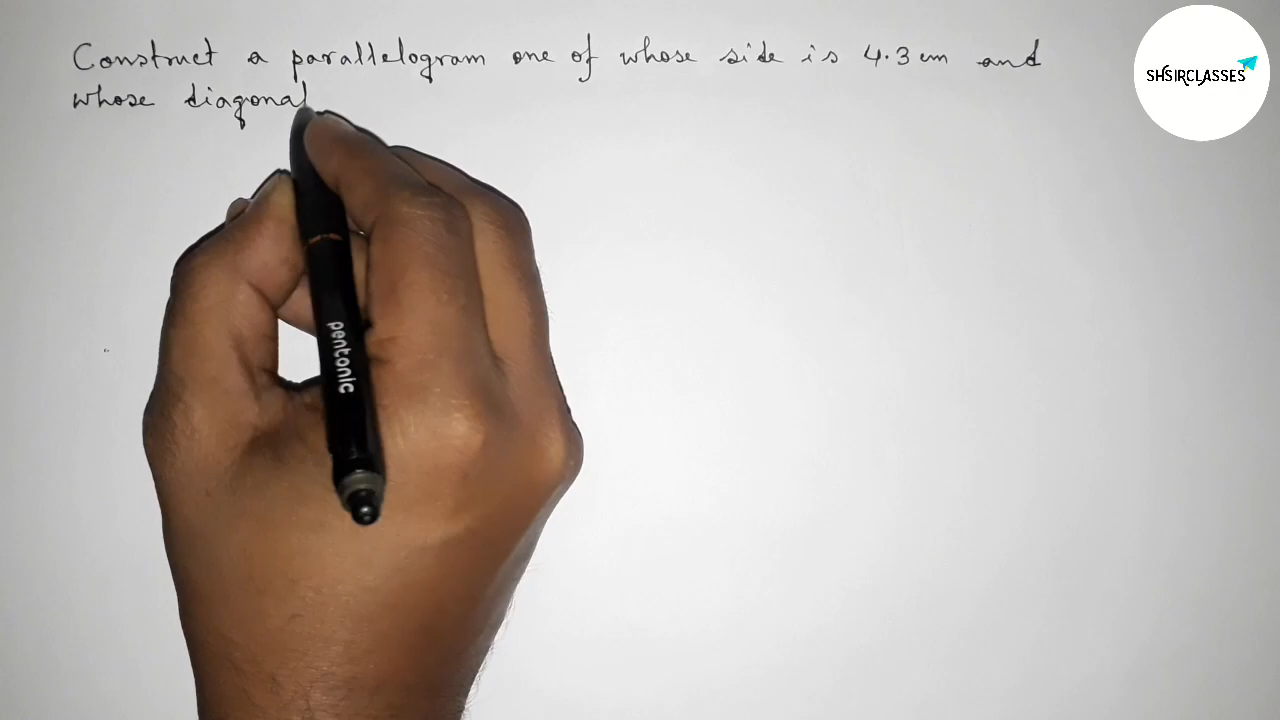 Construct a parallelogram one of whose side is 4.3 cm and
whose diagonal
SHSIRCLASSES
pentonic